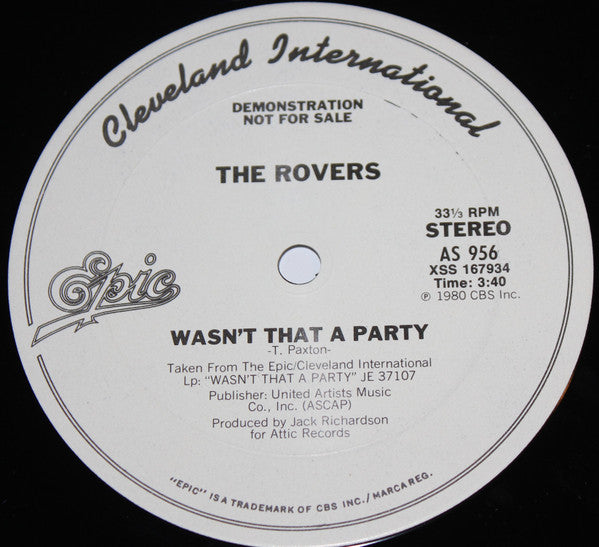 Cleveland International
DEMONSTRATION
NOT FOR SALE
THE ROVERS
33⅓ RPM
STEREO
AS 956
XSS 167934
Time: 3:40
℗ 1980 CBS Inc.
Epic
WASN'T THAT A PARTY
-T. Paxton-
Taken From The Epic/Cleveland International
Lp: "WASN'T THAT A PARTY" JE 37107
Publisher: United Artists Music
Co., Inc. (ASCAP)
Produced by Jack Richardson
for Attic Records
"EPIC" IS A TRADEMARK OF CBS INC./MARCA REG.